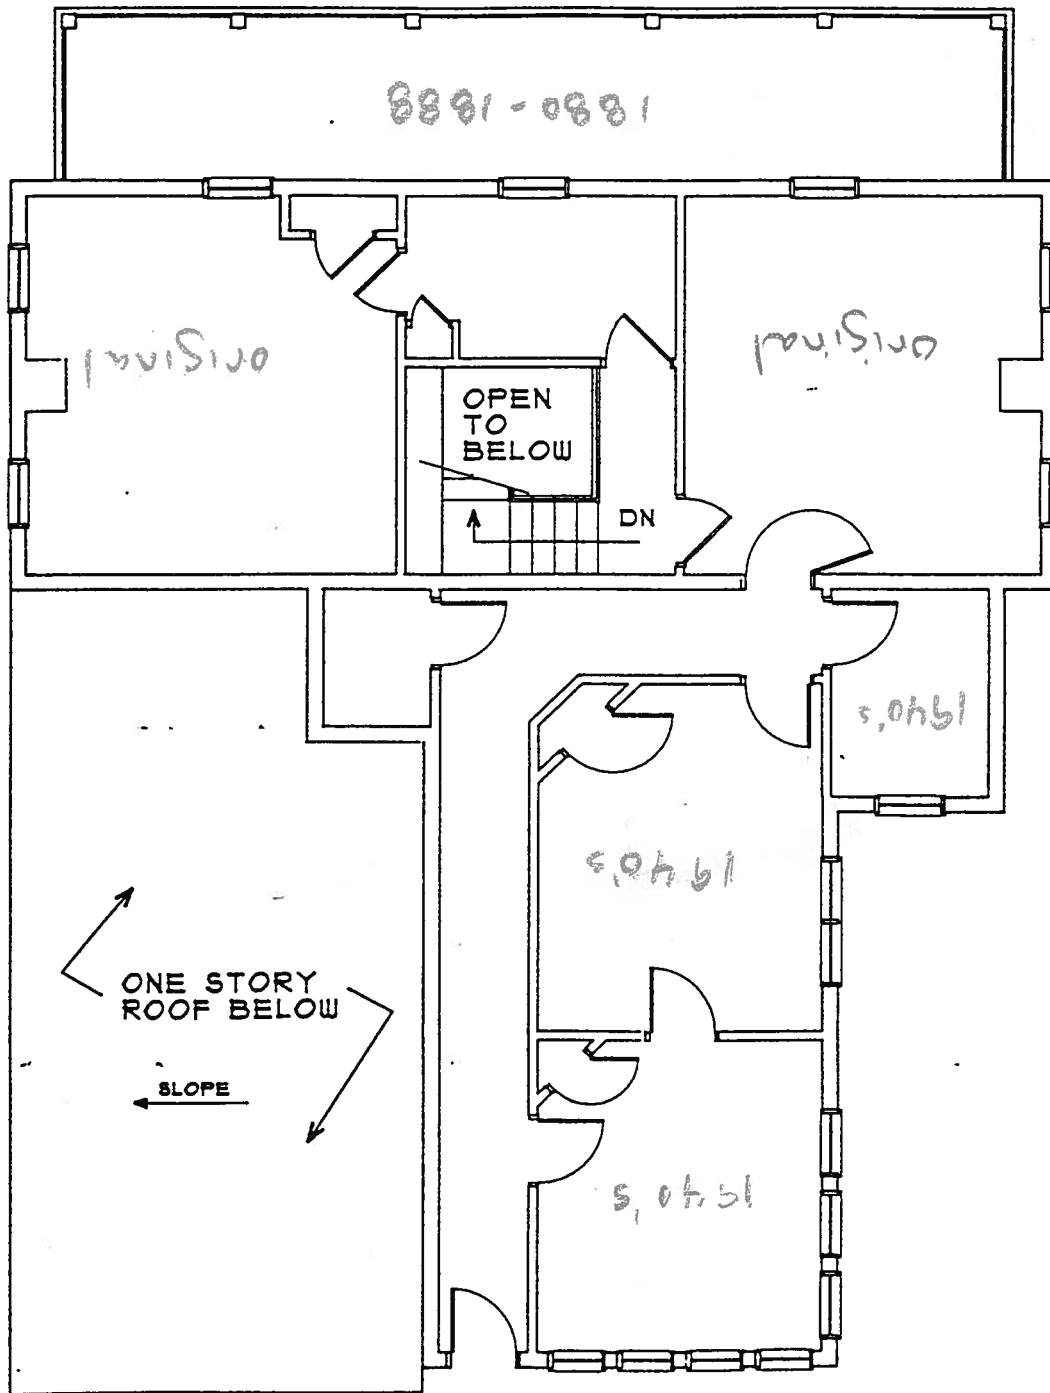 1880-1888
original
original
OPEN
TO
BELOW
DN
1940's
1940's
ONE STORY
ROOF BELOW
SLOPE
1940's